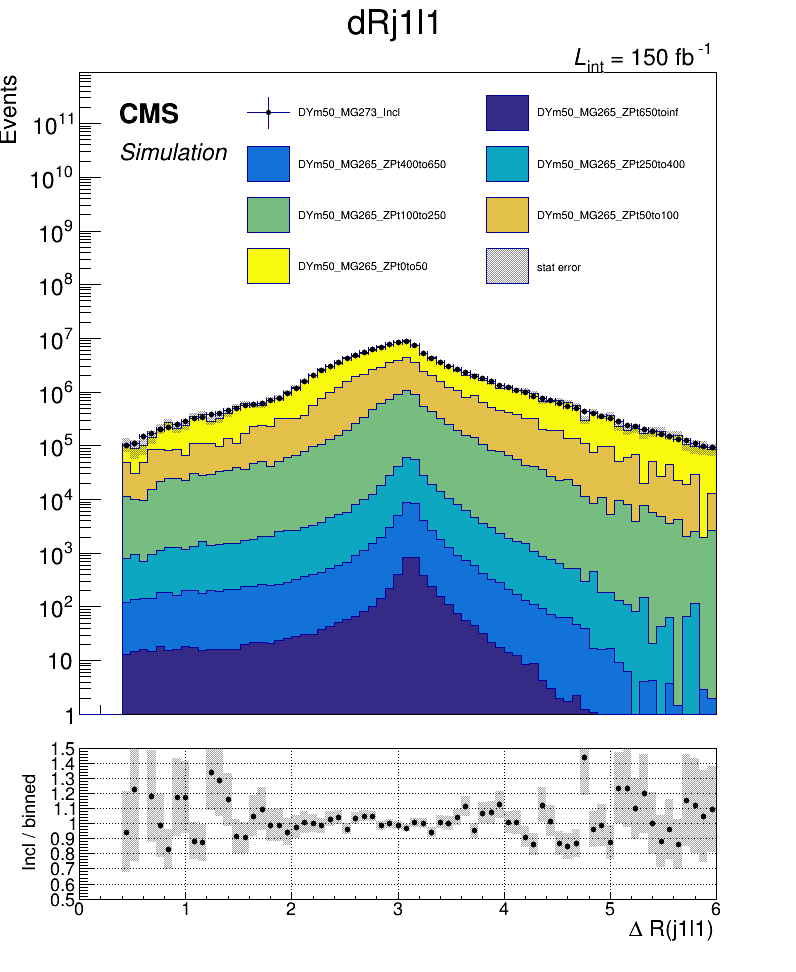 dRj1l1
L_int = 150 fb^-1
Events
CMS
Simulation
DYm50_MG273_Incl
DYm50_MG265_ZPt650toinf
DYm50_MG265_ZPt400to650
DYm50_MG265_ZPt250to400
DYm50_MG265_ZPt100to250
DYm50_MG265_ZPt50to100
DYm50_MG265_ZPt0to50
stat error
10^11
10^10
10^9
10^8
10^7
10^6
10^5
10^4
10^3
10^2
10
1
Incl / binned
1.5
1.4
1.3
1.2
1.1
1
0.9
0.8
0.7
0.6
0.5
0 1 2 3 4 5 6
Δ R(j1l1)